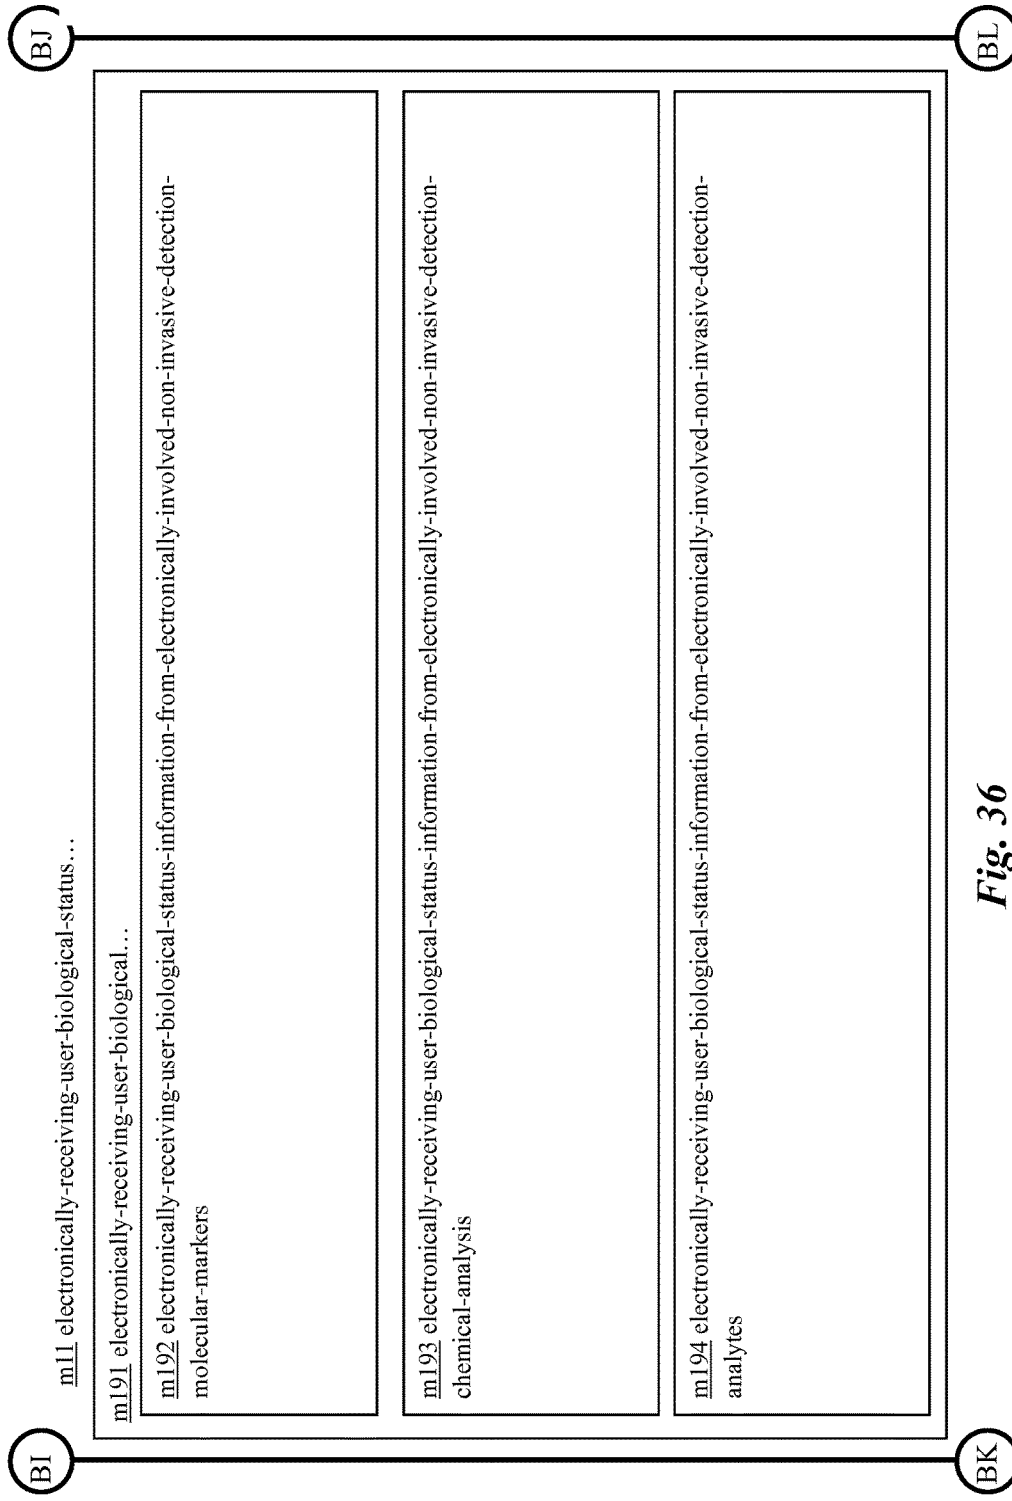 BI
BJ
m11 electronically-receiving-user-biological-status…
m191 electronically-receiving-user-biological…
m192 electronically-receiving-user-biological-status-information-from-electronically-involved-non-invasive-detection-
molecular-markers
m193 electronically-receiving-user-biological-status-information-from-electronically-involved-non-invasive-detection-
chemical-analysis
m194 electronically-receiving-user-biological-status-information-from-electronically-involved-non-invasive-detection-
analytes
BK
BL
Fig. 36